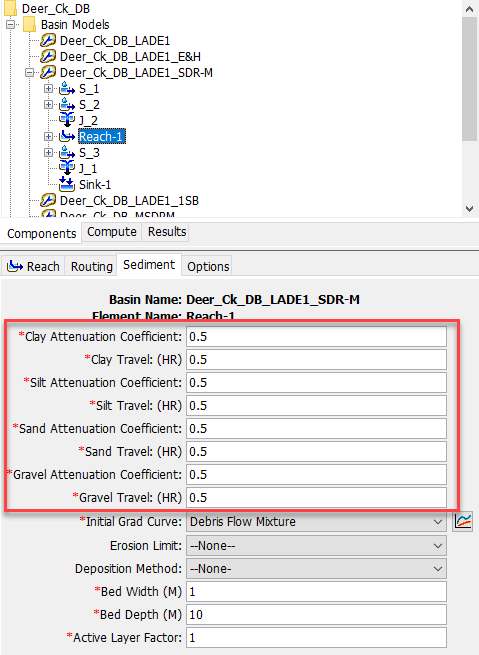 Deer_Ck_DB
Basin Models
Deer_Ck_DB_LADE1
Deer_Ck_DB_LADE1_E&H
Deer_Ck_DB_LADE1_SDR-M
S_1
S_2
J_2
Reach-1
S_3
J_1
Sink-1
Deer_Ck_DB_LADE1_1SB
Deer_Ck_DB_MSDPM
Components Compute Results
Reach Routing Sediment Options
Basin Name: Deer_Ck_DB_LADE1_SDR-M
Element Name: Reach-1
*Clay Attenuation Coefficient: 0.5
*Clay Travel: (HR) 0.5
*Silt Attenuation Coefficient: 0.5
*Silt Travel: (HR) 0.5
*Sand Attenuation Coefficient: 0.5
*Sand Travel: (HR) 0.5
*Gravel Attenuation Coefficient: 0.5
*Gravel Travel: (HR) 0.5
*Initial Grad Curve: Debris Flow Mixture
Erosion Limit: --None--
Deposition Method: --None-
*Bed Width (M) 1
*Bed Depth (M) 10
*Active Layer Factor: 1